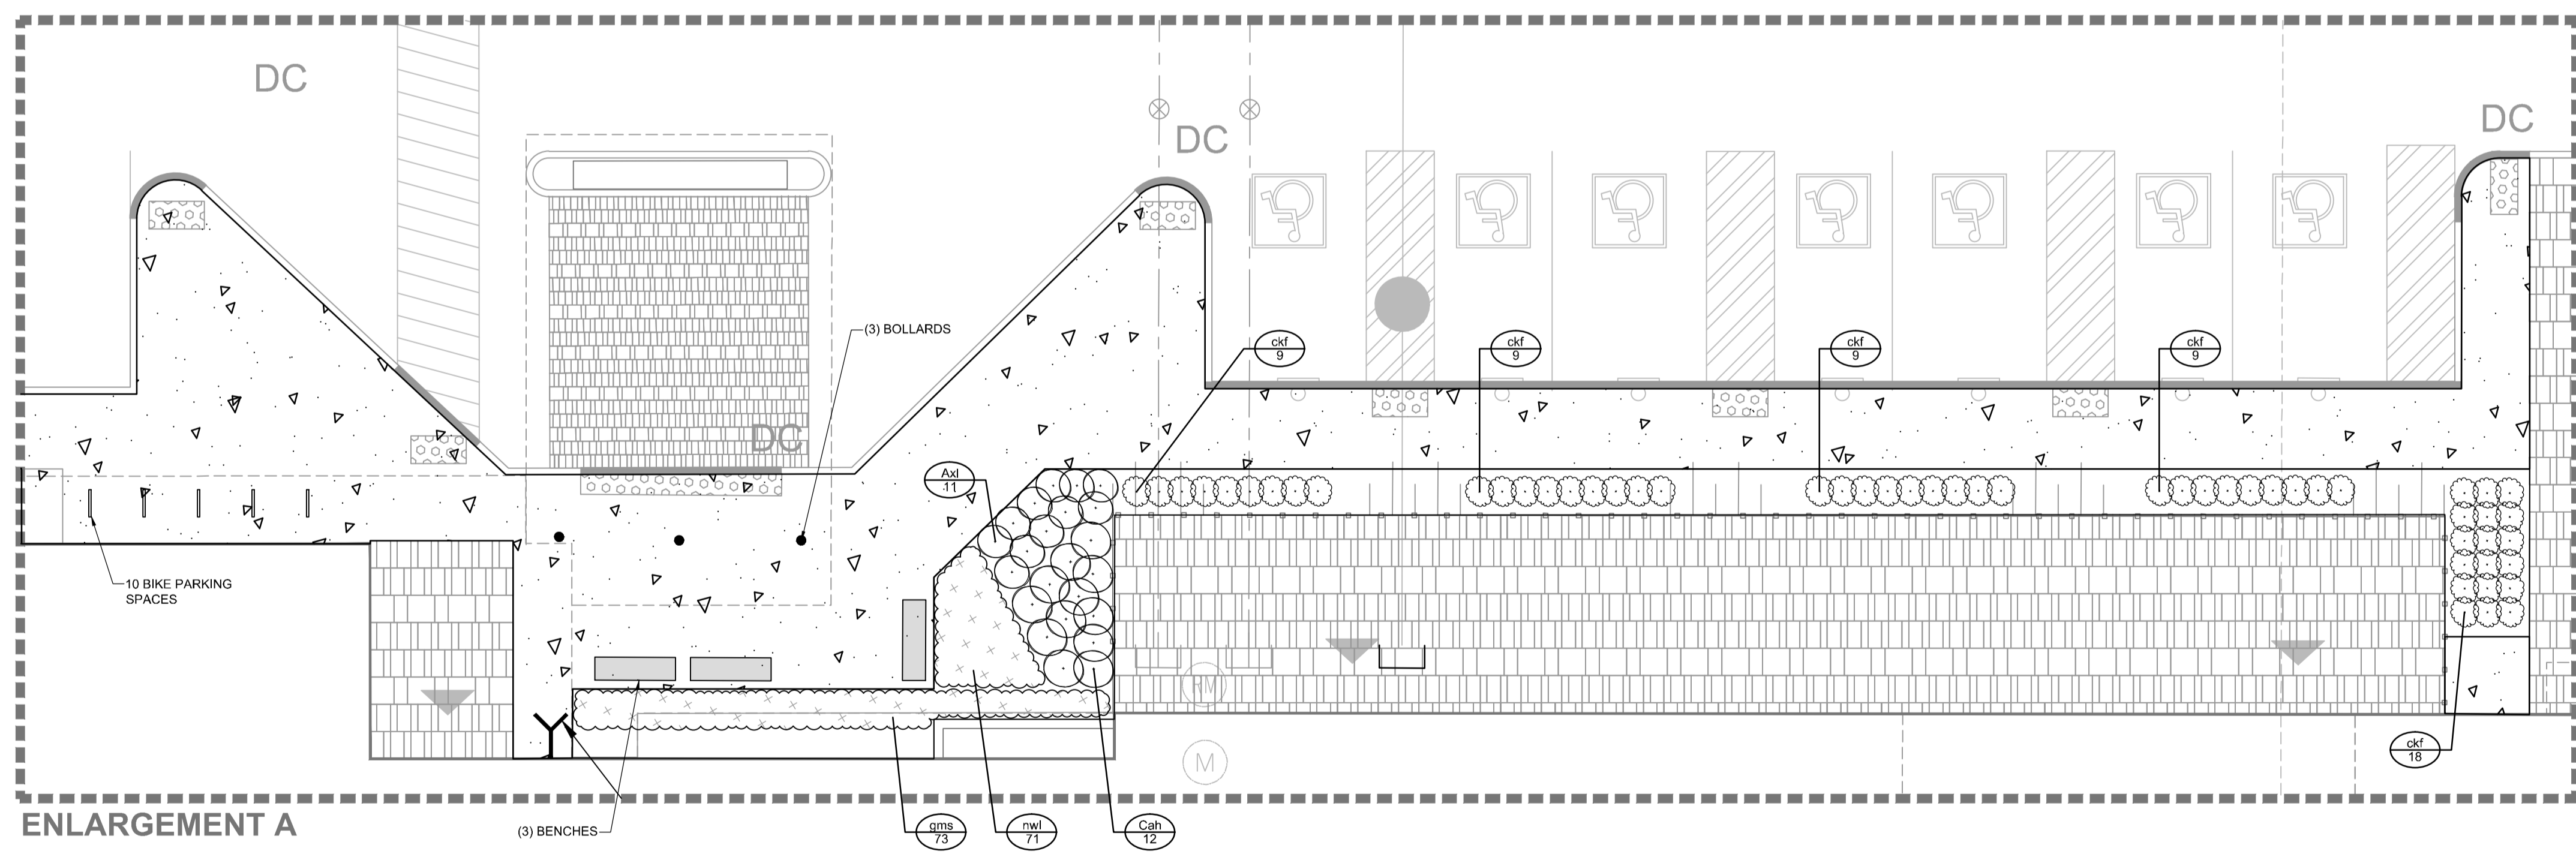 DC
DC
DC
(3) BOLLARDS
ckf
9
ckf
9
ckf
9
ckf
9
DC
Axl
11
10 BIKE PARKING
SPACES
RM
M
ckf
18
ENLARGEMENT A
(3) BENCHES
gms
73
nwl
71
Cah
12